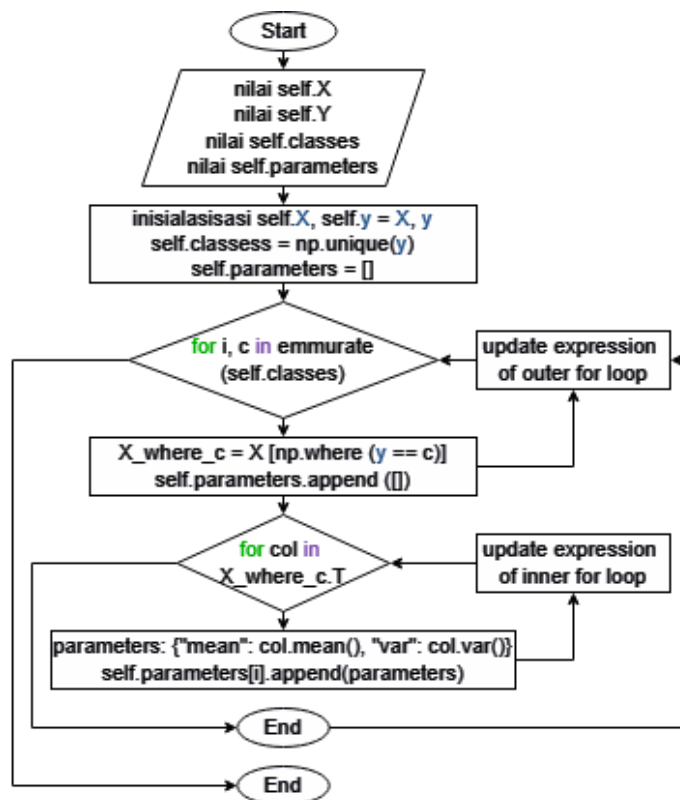 Start
nilai self.X
nilai self.Y
nilai self.classes
nilai self.parameters
inisialasisasi self.X, self.y = X, y
self.classess = np.unique(y)
self.parameters = []
for i, c in emmurate
(self.classes)
update expression
of outer for loop
X_where_c = X [np.where (y == c)]
self.parameters.append ([])
for col in
X_where_c.T
update expression
of inner for loop
parameters: {"mean": col.mean(), "var": col.var()}
self.parameters[i].append(parameters)
End
End